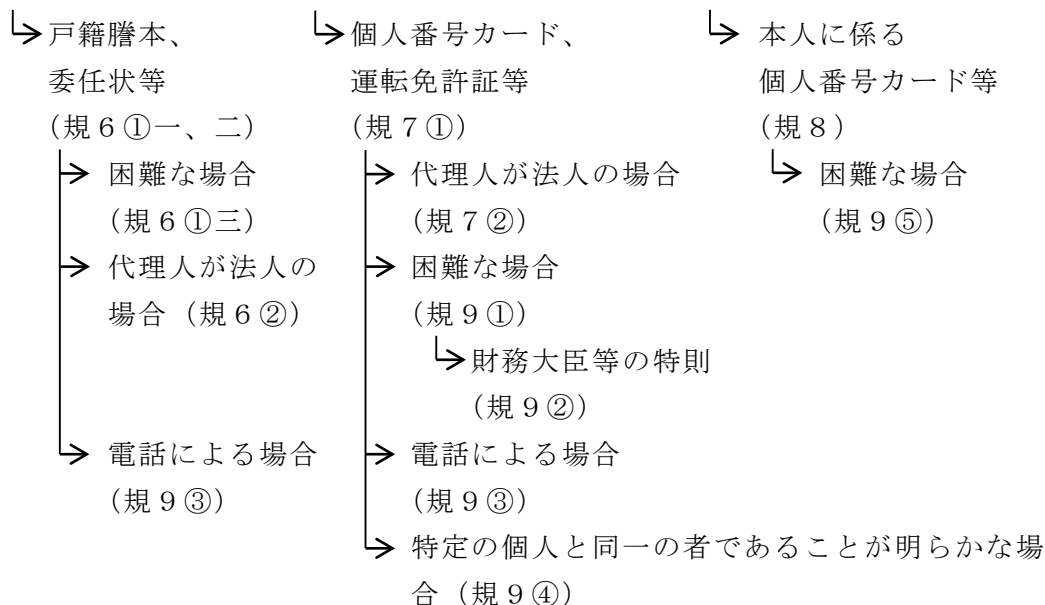 戸籍謄本、
委任状等
（規６①一、二）
困難な場合
（規６①三）
代理人が法人の
場合（規６②）
電話による場合
（規９③）
個人番号カード、
運転免許証等
（規７①）
代理人が法人の場合
（規７②）
困難な場合
（規９①）
財務大臣等の特則
（規９②）
電話による場合
（規９③）
特定の個人と同一の者であることが明らかな場
合（規９④）
本人に係る
個人番号カード等
（規８）
困難な場合
（規９⑤）